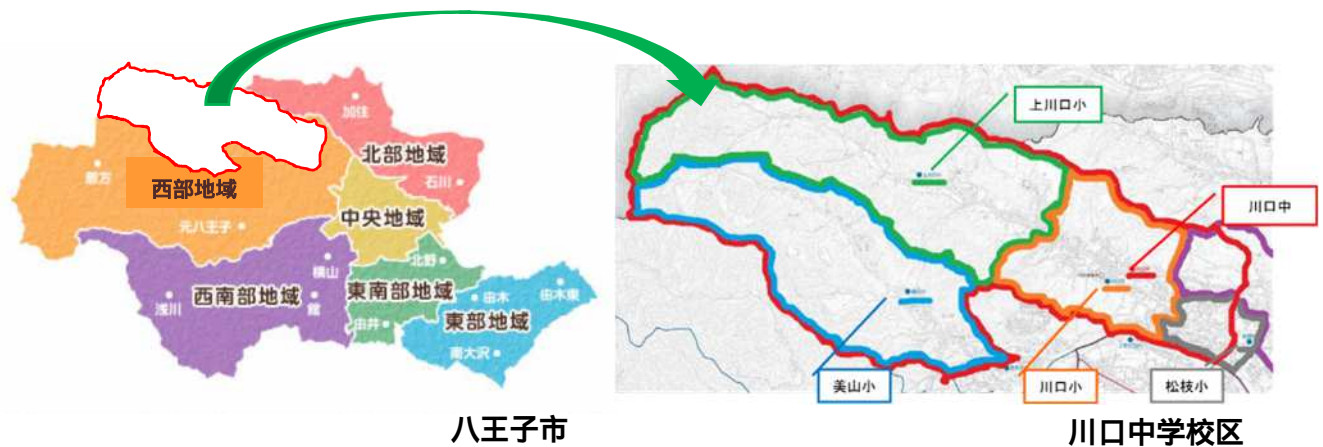 加住
北部地域
石川
恩方
西部地域
元八王子
中央地域
北野
横山
西南部地域
東南部地域
浅川
館
由井
由木
由木東
東部地域
南大沢
八王子市
上川口小
川口中
美山小
川口小
松枝小
川口中学校区